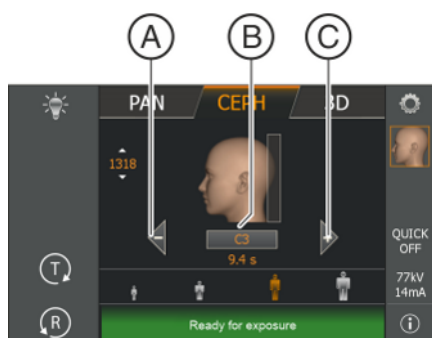 A B C
PAN CEPH 3D
1318
- +
C3
QUICK
OFF
9.4 s
T
77kV
14mA
R
Ready for exposure
i